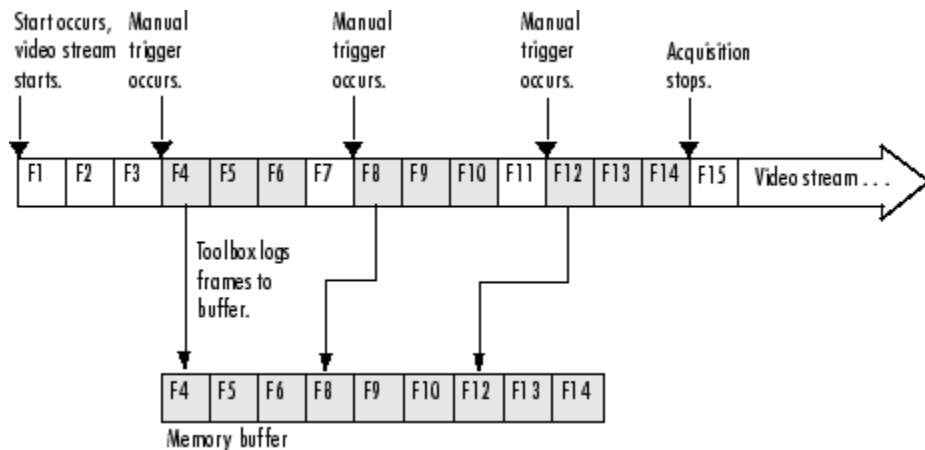 Start occurs,
video stream
starts.
Manual
trigger
occurs.
Manual
trigger
occurs.
Manual
trigger
occurs.
Acquisition
stops.
F1 F2 F3 F4 F5 F6 F7 F8 F9 F10 F11 F12 F13 F14 F15 Video stream . . .
Toolbox logs
frames to
buffer.
F4 F5 F6 F8 F9 F10 F12 F13 F14
Memory buffer